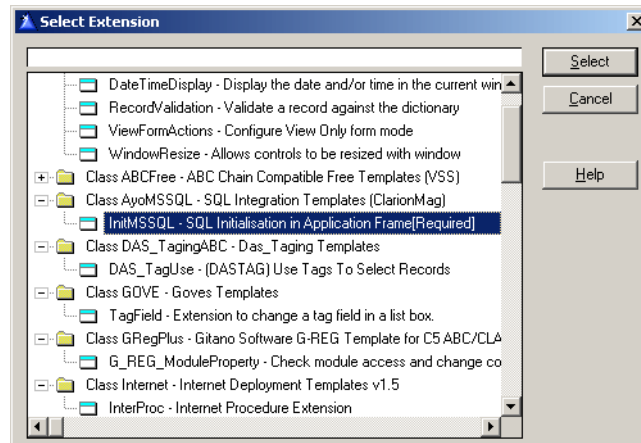 Select Extension
Select
DateTimeDisplay - Display the date and/or time in the current win
Cancel
RecordValidation - Validate a record against the dictionary
ViewFormActions - Configure View Only form mode
WindowResize - Allows controls to be resized with window
Help
Class ABCFree - ABC Chain Compatible Free Templates (VSS)
Class AyoMSSQL - SQL Integration Templates (ClarionMag)
InitMSSQL - SQL Initialisation in Application Frame[Required]
Class DAS_TagingABC - Das_Taging Templates
DAS_TagUse - (DASTAG) Use Tags To Select Records
Class GOVE - Goves Templates
TagField - Extension to change a tag field in a list box.
Class GRegPlus - Gitano Software G-REG Template for C5 ABC/CLA
G_REG_ModuleProperty - Check module access and change co
Class Internet - Internet Deployment Templates v1.5
InterProc - Internet Procedure Extension